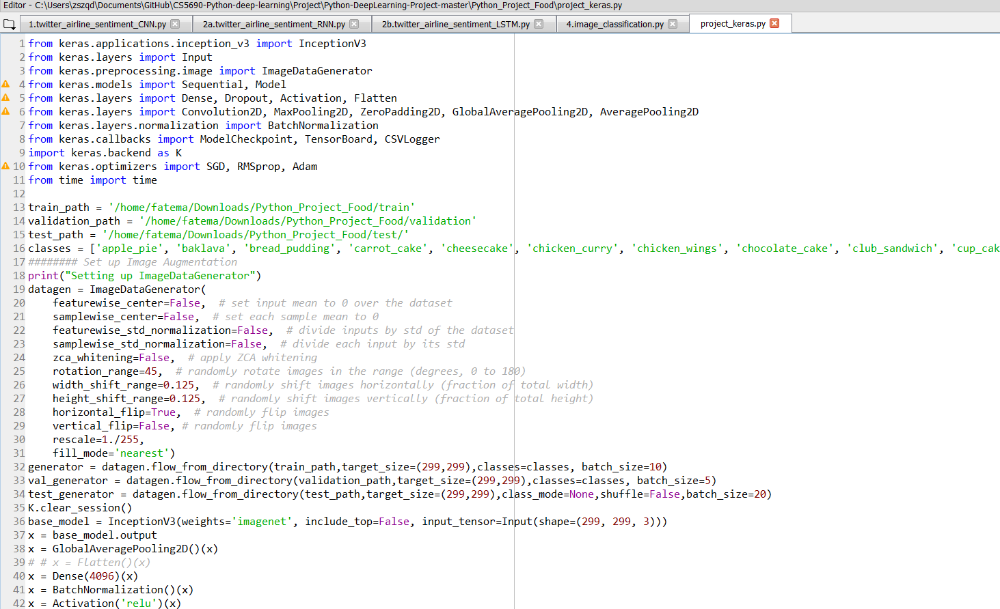 Editor - C:\Users\zszqd\Documents\GitHub\CS5690-Python-deep-learning\Project\Python-DeepLearning-Project-master\Python_Project_Food\project_keras.py
1.twitter_airline_sentiment_CNN.py 2a.twitter_airline_sentiment_RNN.py 2b.twitter_airline_sentiment_LSTM.py 4.image_classification.py project_keras.py
1 from keras.applications.inception_v3 import InceptionV3
2 from keras.layers import Input
3 from keras.preprocessing.image import ImageDataGenerator
4 from keras.models import Sequential, Model
5 from keras.layers import Dense, Dropout, Activation, Flatten
6 from keras.layers import Convolution2D, MaxPooling2D, ZeroPadding2D, GlobalAveragePooling2D, AveragePooling2D
7 from keras.layers.normalization import BatchNormalization
8 from keras.callbacks import ModelCheckpoint, TensorBoard, CSVLogger
9 import keras.backend as K
10 from keras.optimizers import SGD, RMSprop, Adam
11 from time import time
12
13 train_path = '/home/fatema/Downloads/Python_Project_Food/train'
14 validation_path = '/home/fatema/Downloads/Python_Project_Food/validation'
15 test_path = '/home/fatema/Downloads/Python_Project_Food/test/'
16 classes = ['apple_pie', 'baklava', 'bread_pudding', 'carrot_cake', 'cheesecake', 'chicken_curry', 'chicken_wings', 'chocolate_cake', 'club_sandwich', 'cup_cak
17 ######## Set up Image Augmentation
18 print("Setting up ImageDataGenerator")
19 datagen = ImageDataGenerator(
20     featurewise_center=False,  # set input mean to 0 over the dataset
21     samplewise_center=False,  # set each sample mean to 0
22     featurewise_std_normalization=False,  # divide inputs by std of the dataset
23     samplewise_std_normalization=False,  # divide each input by its std
24     zca_whitening=False,  # apply ZCA whitening
25     rotation_range=45,  # randomly rotate images in the range (degrees, 0 to 180)
26     width_shift_range=0.125,  # randomly shift images horizontally (fraction of total width)
27     height_shift_range=0.125,  # randomly shift images vertically (fraction of total height)
28     horizontal_flip=True,  # randomly flip images
29     vertical_flip=False, # randomly flip images
30     rescale=1./255,
31     fill_mode='nearest')
32 generator = datagen.flow_from_directory(train_path,target_size=(299,299),classes=classes, batch_size=10)
33 val_generator = datagen.flow_from_directory(validation_path,target_size=(299,299),classes=classes, batch_size=5)
34 test_generator = datagen.flow_from_directory(test_path,target_size=(299,299),class_mode=None,shuffle=False,batch_size=20)
35 K.clear_session()
36 base_model = InceptionV3(weights='imagenet', include_top=False, input_tensor=Input(shape=(299, 299, 3)))
37 x = base_model.output
38 x = GlobalAveragePooling2D()(x)
39 # # x = Flatten()(x)
40 x = Dense(4096)(x)
41 x = BatchNormalization()(x)
42 x = Activation('relu')(x)